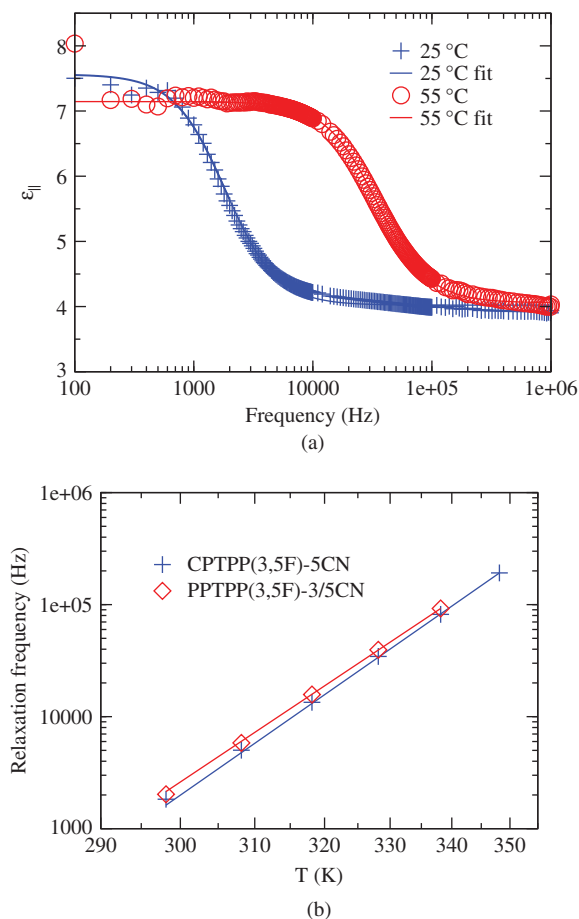 8
7
6
5
4
3
ε||
25 °C
25 °C fit
55 °C
55 °C fit
100 1000 10000 1e+05 1e+06
Frequency (Hz)
(a)
1e+06
1e+05
10000
1000
Relaxation frequency (Hz)
CPTPP(3,5F)-5CN
PPTPP(3,5F)-3/5CN
290 300 310 320 330 340 350
T (K)
(b)